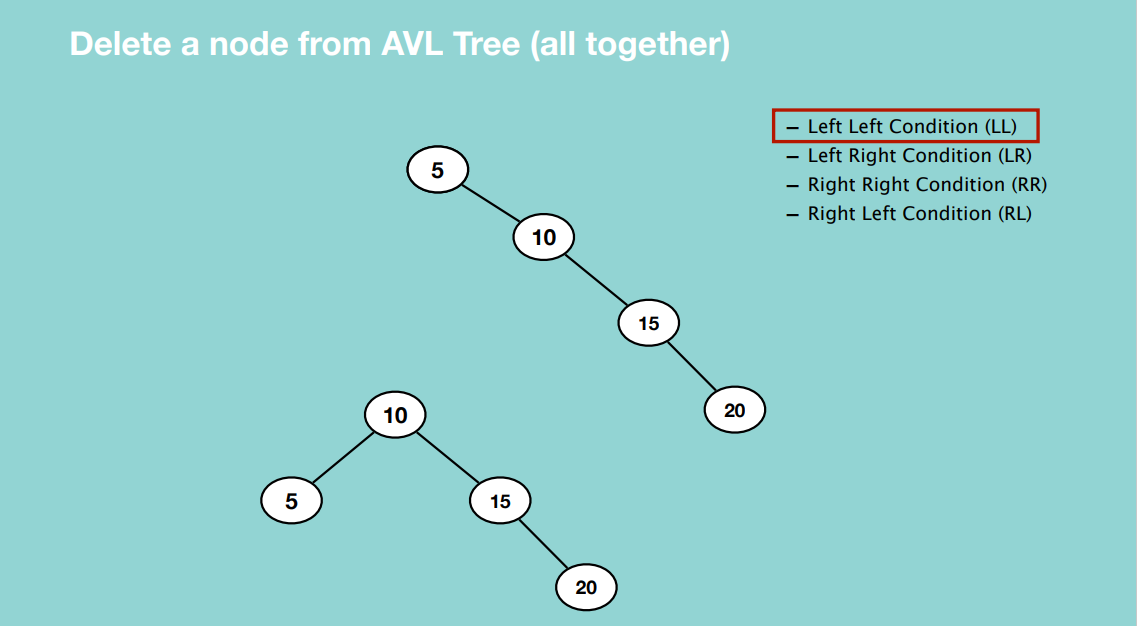 Delete a node from AVL Tree (all together)
– Left Left Condition (LL)
– Left Right Condition (LR)
– Right Right Condition (RR)
– Right Left Condition (RL)
5
10
15
20
10
5
15
20